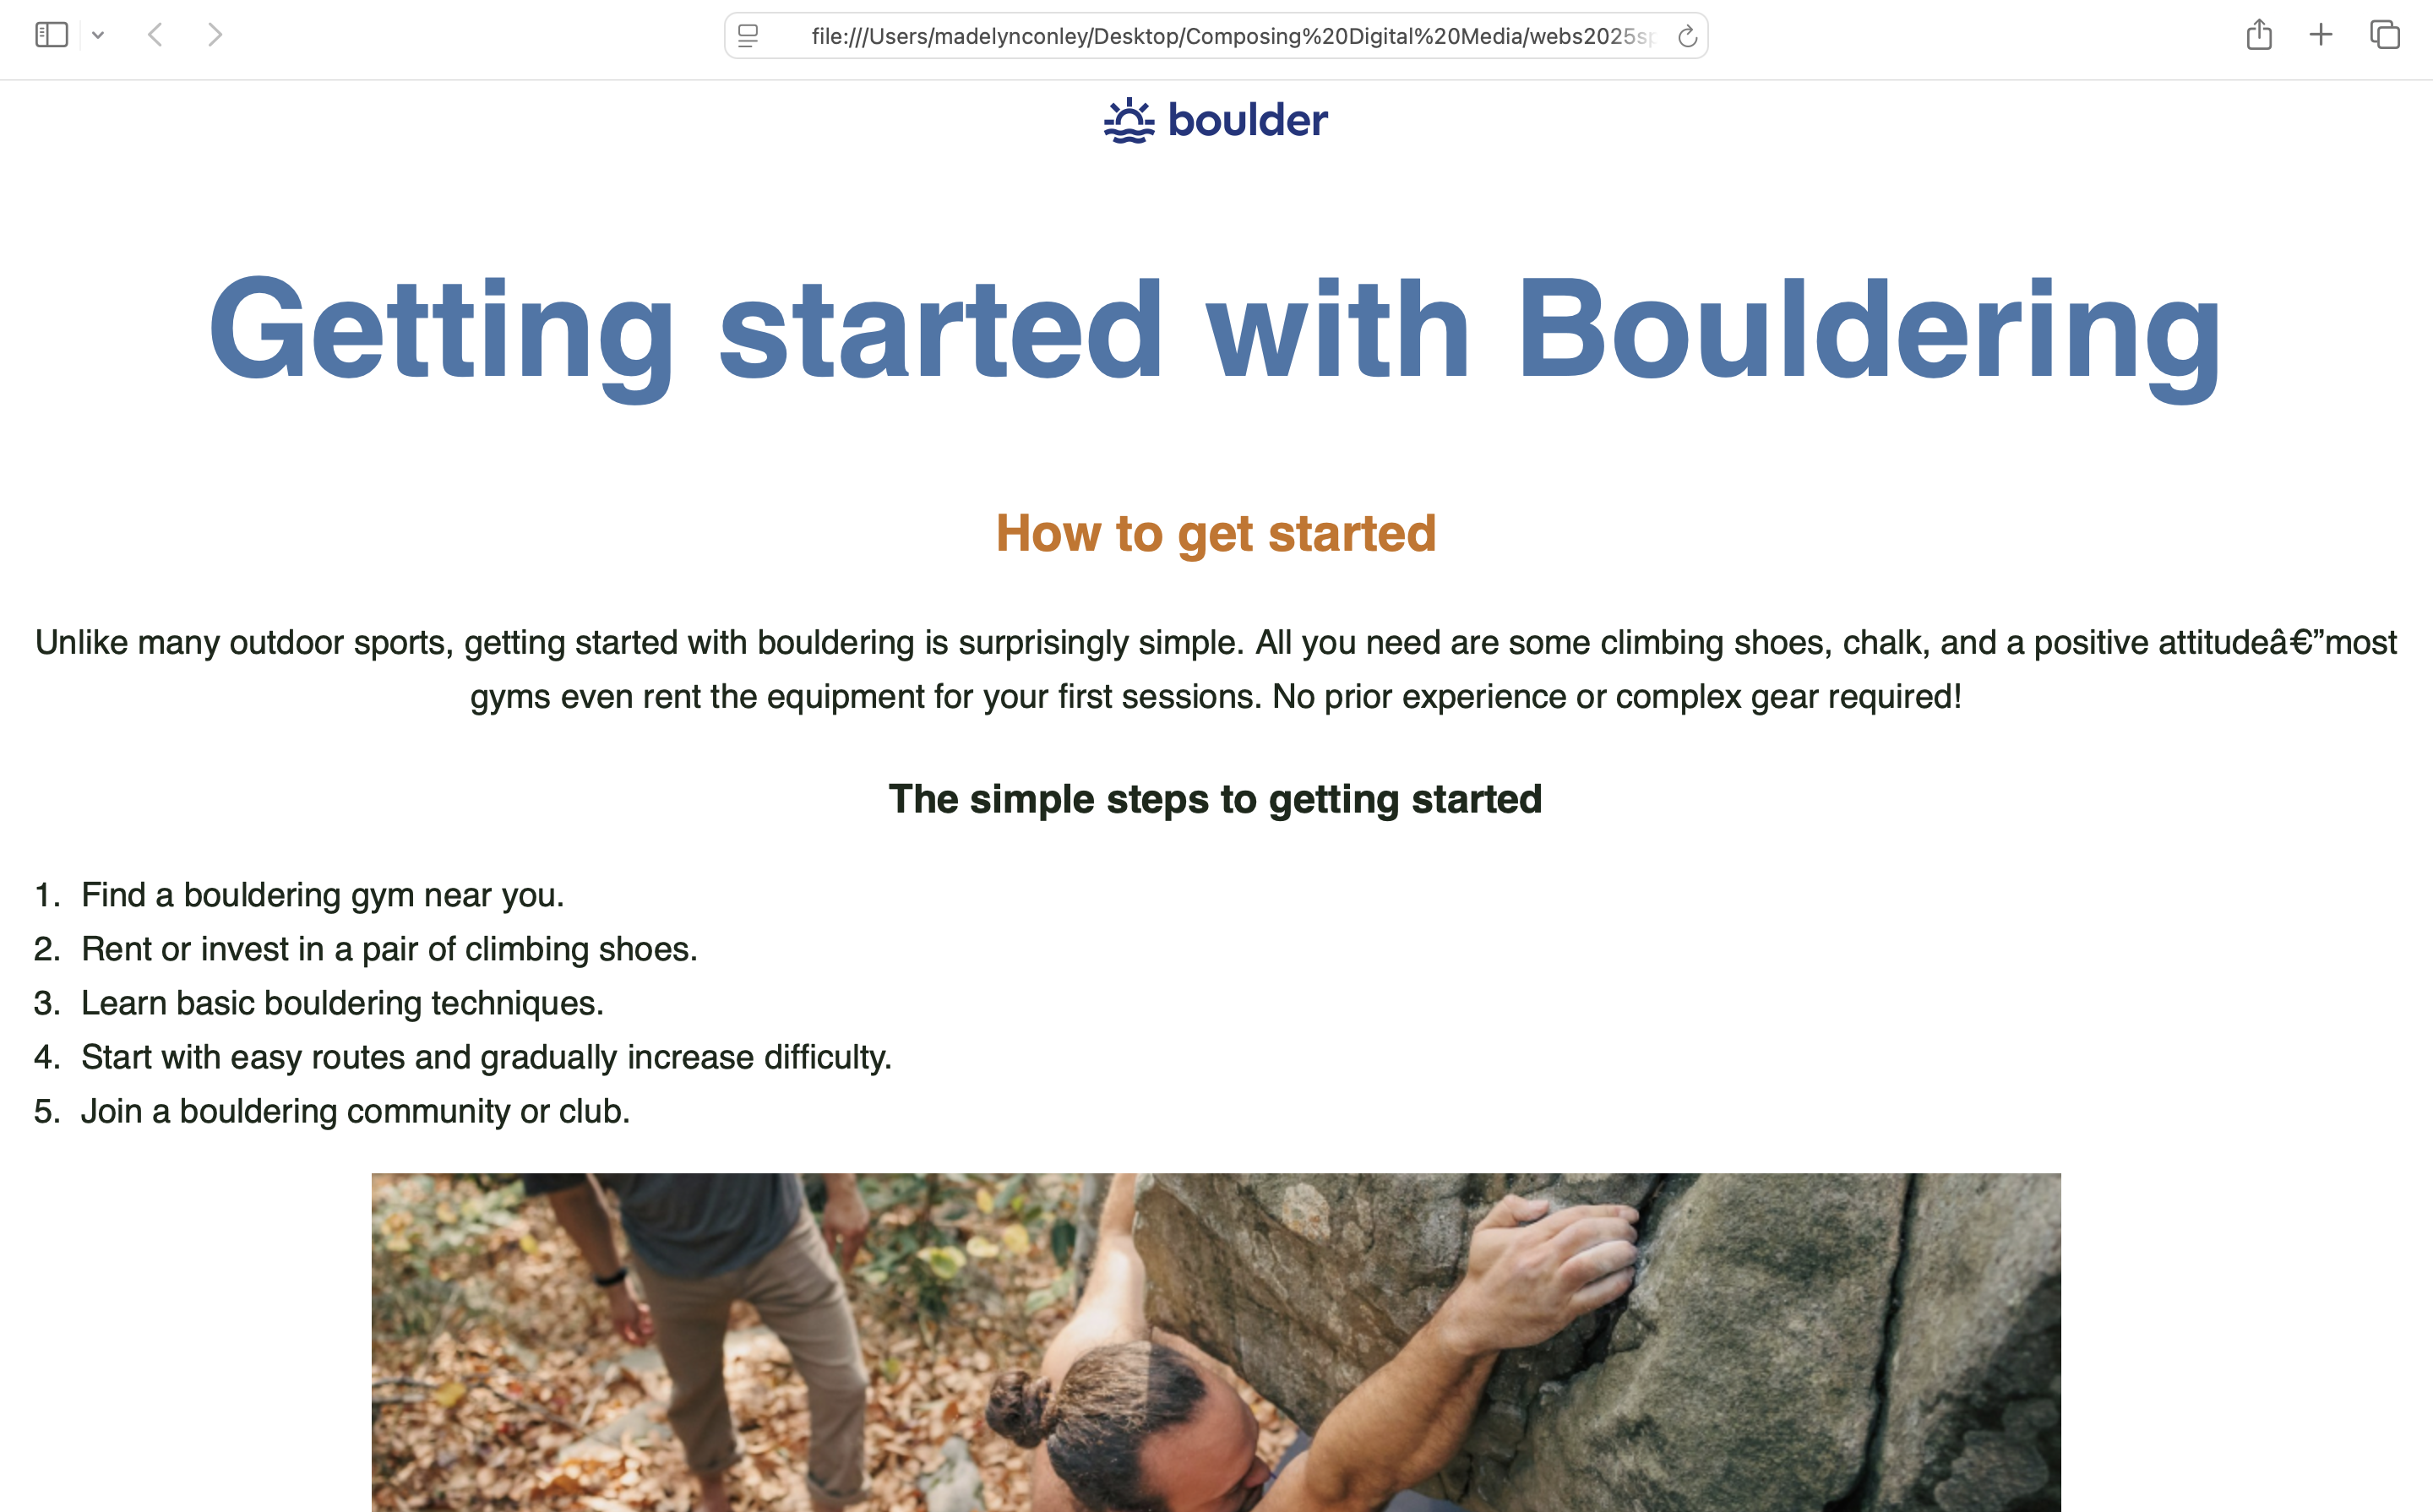 file:///Users/madelynconley/Desktop/Composing%20Digital%20Media/webs2025sp
boulder
Getting started with Bouldering
How to get started
Unlike many outdoor sports, getting started with bouldering is surprisingly simple. All you need are some climbing shoes, chalk, and a positive attitudeâ€”most
gyms even rent the equipment for your first sessions. No prior experience or complex gear required!
The simple steps to getting started
1. Find a bouldering gym near you.
2. Rent or invest in a pair of climbing shoes.
3. Learn basic bouldering techniques.
4. Start with easy routes and gradually increase difficulty.
5. Join a bouldering community or club.